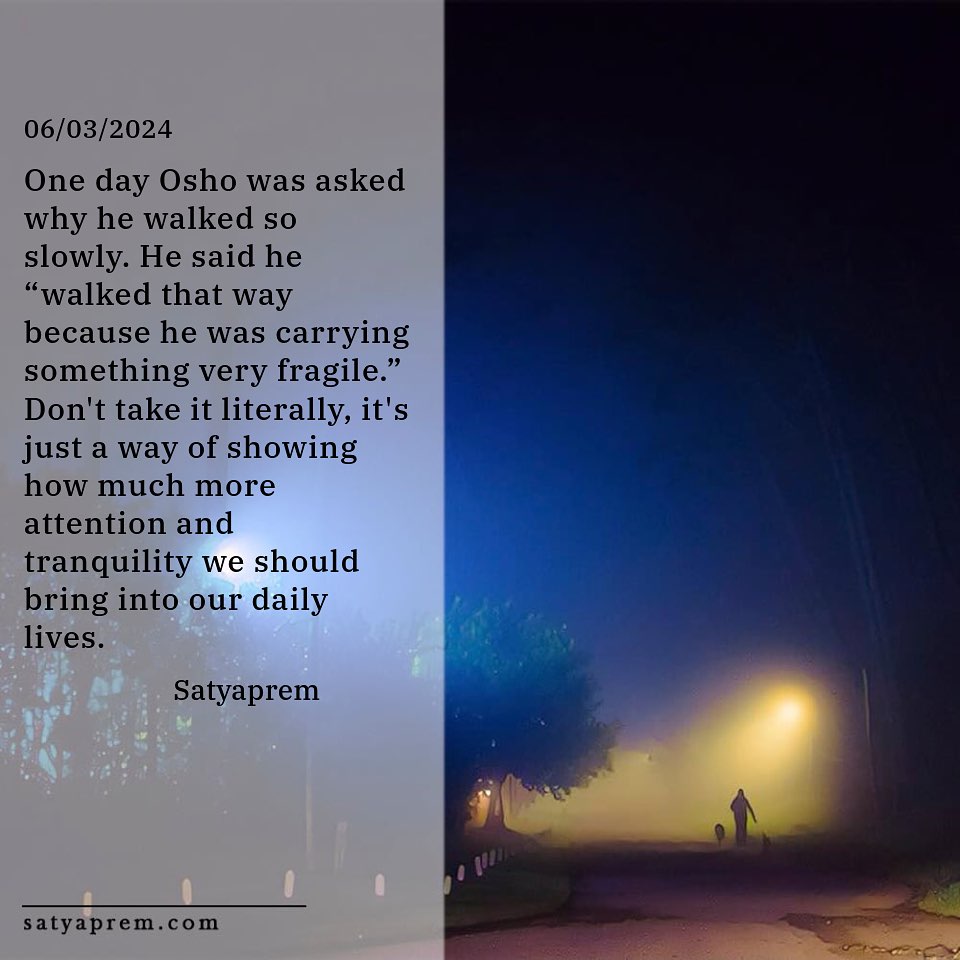 06/03/2024
One day Osho was asked
why he walked so
slowly. He said he
“walked that way
because he was carrying
something very fragile.”
Don't take it literally, it's
just a way of showing
how much more
attention and
tranquility we should
bring into our daily
lives.
Satyaprem
satyaprem.com